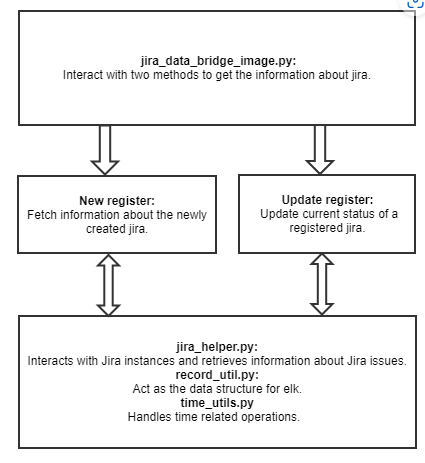 jira_data_bridge_image.py:
Interact with two methods to get the information about jira.
New register:
Fetch information about the newly
created jira.
Update register:
Update current status of a
registered jira.
jira_helper.py:
Interacts with Jira instances and retrieves information about Jira issues.
record_util.py:
Act as the data structure for elk.
time_utils.py
Handles time related operations.